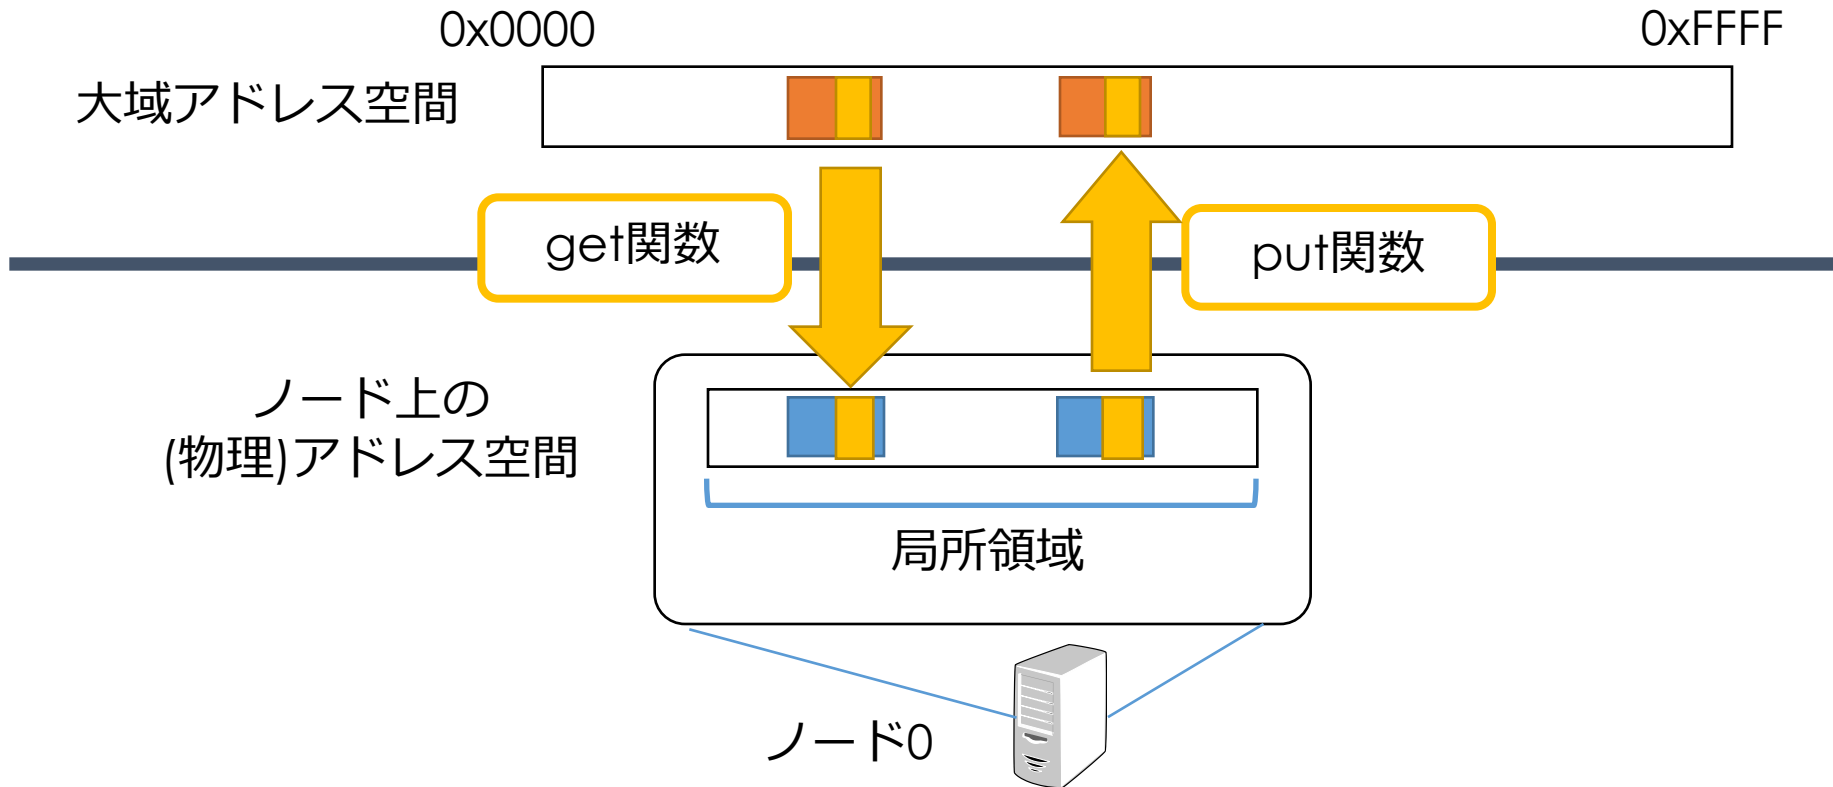 0x0000
0xFFFF
大域アドレス空間
get関数
put関数
ノード上の
(物理)アドレス空間
局所領域
ノード0